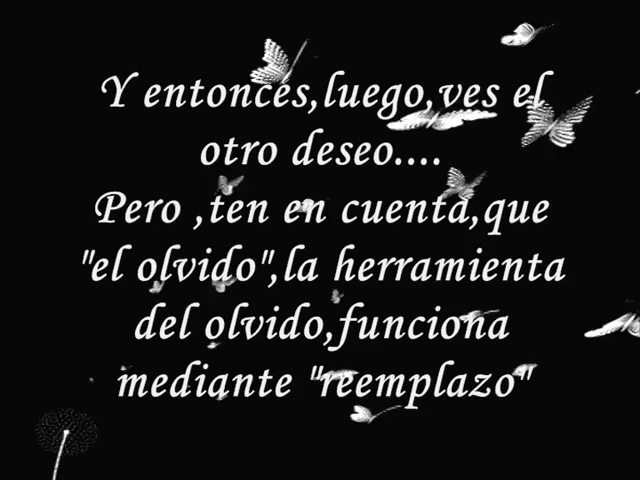 Y entonces,luego,ves el
otro deseo....
Pero ,ten en cuenta,que
"el olvido",la herramienta
del olvido,funciona
mediante "reemplazo"